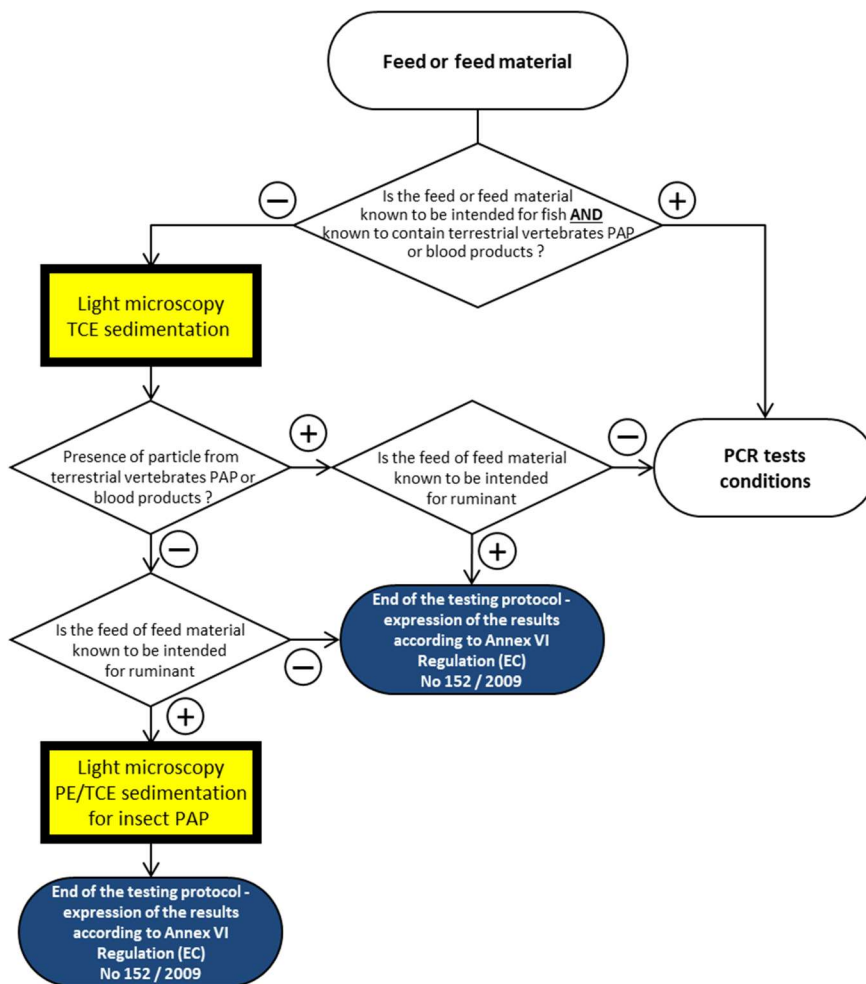 Feed or feed material
Is the feed or feed material
known to be intended for fish AND
known to contain terrestrial vertebrates PAP
or blood products ?
−
+
Light microscopy
TCE sedimentation
Presence of particle from
terrestrial vertebrates PAP or
blood products ?
+
Is the feed of feed material
known to be intended
for ruminant
−
PCR tests
conditions
−
+
Is the feed of feed material
known to be intended
for ruminant
−
End of the testing protocol -
expression of the results
according to Annex VI
Regulation (EC)
No 152 / 2009
+
Light microscopy
PE/TCE sedimentation
for insect PAP
End of the testing protocol -
expression of the results
according to Annex VI
Regulation (EC)
No 152 / 2009